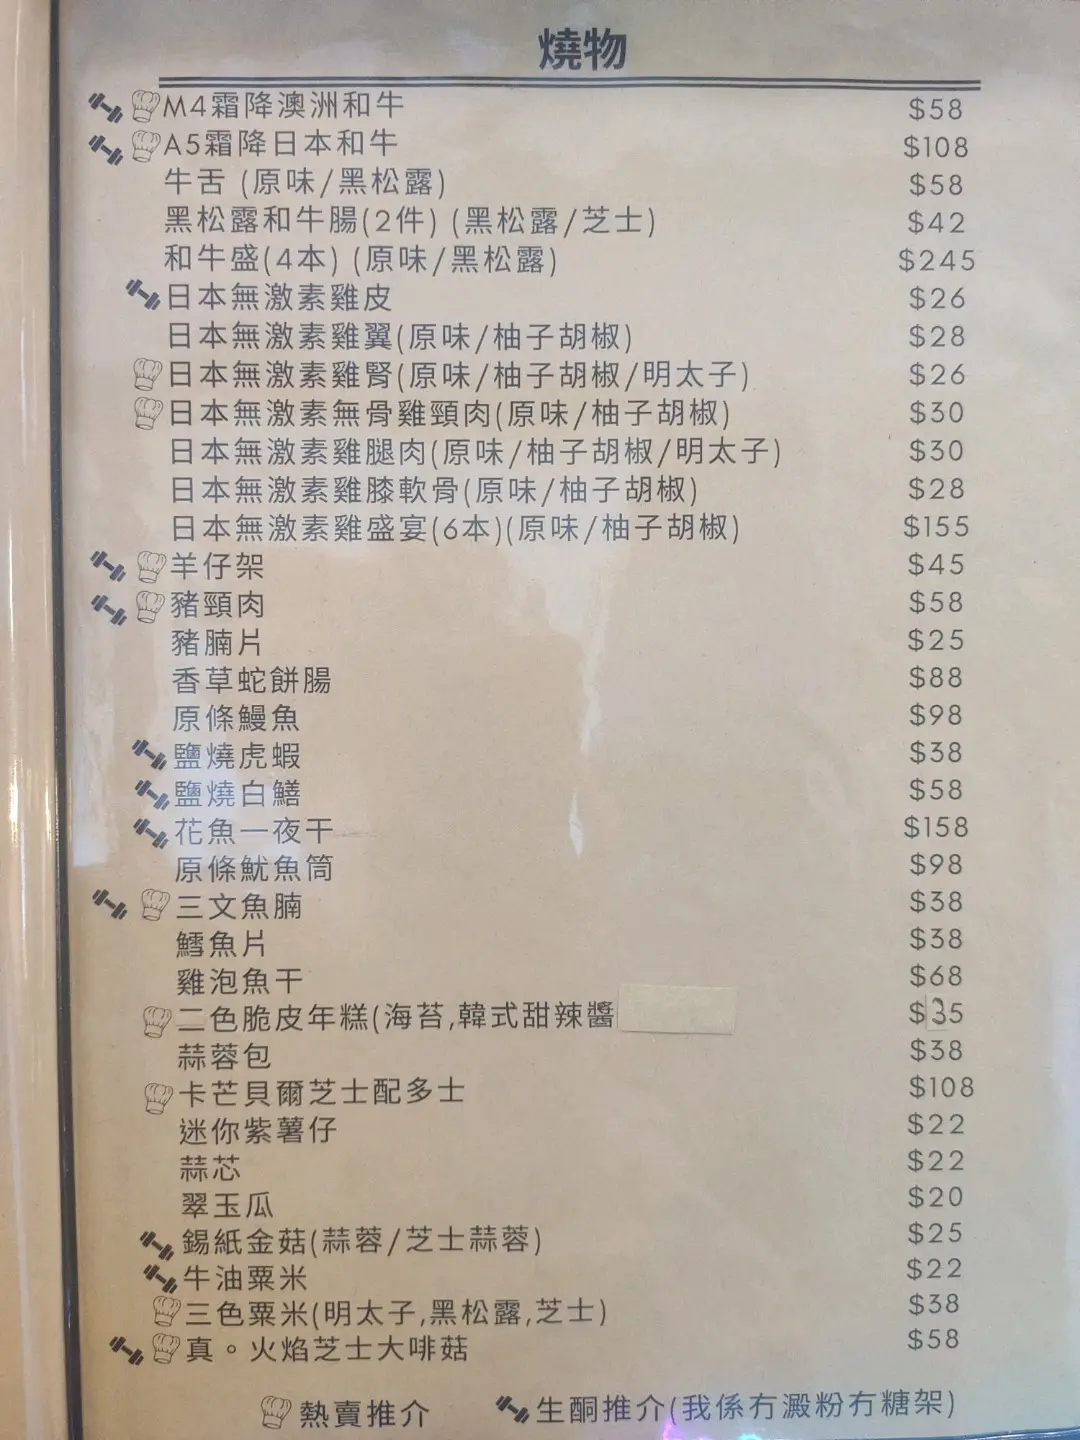 燒物
M4霜降澳洲和牛 $58
A5霜降日本和牛 $108
牛舌 (原味/黑松露) $58
黑松露和牛腸(2件) (黑松露/芝士) $42
和牛盛(4本) (原味/黑松露) $245
日本無激素雞皮 $26
日本無激素雞翼(原味/柚子胡椒) $28
日本無激素雞腎(原味/柚子胡椒/明太子) $26
日本無激素無骨雞頸肉(原味/柚子胡椒) $30
日本無激素雞腿肉(原味/柚子胡椒/明太子) $30
日本無激素雞膝軟骨(原味/柚子胡椒) $28
日本無激素雞盛宴(6本)(原味/柚子胡椒) $155
羊仔架 $45
豬頸肉 $58
豬腩片 $25
香草蛇餅腸 $88
原條鰻魚 $98
鹽燒虎蝦 $38
鹽燒白鱔 $58
花魚一夜干 $158
原條魷魚筒 $98
三文魚腩 $38
鱈魚片 $38
雞泡魚干 $68
二色脆皮年糕(海苔,韓式甜辣醬 $35
蒜蓉包 $38
卡芒貝爾芝士配多士 $108
迷你紫薯仔 $22
蒜芯 $22
翠玉瓜 $20
錫紙金菇(蒜蓉/芝士蒜蓉) $25
牛油粟米 $22
三色粟米(明太子,黑松露,芝士) $38
真。火焰芝士大啡菇 $58
熱賣推介 生酮推介(我係冇澱粉冇糖架)